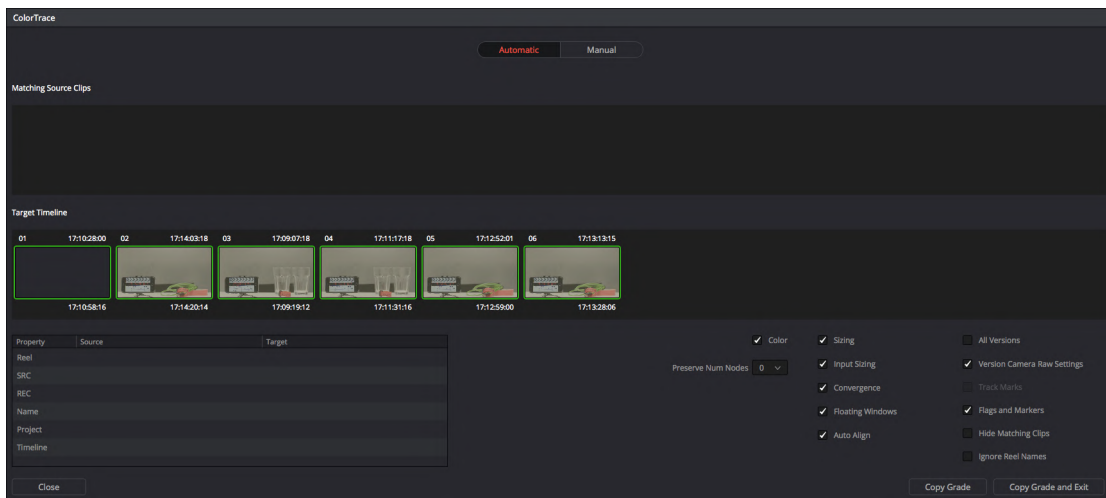 ColorTrace
Automatic Manual
Matching Source Clips
Target Timeline
01 17:10:28:00 02 17:14:03:18 03 17:09:07:18 04 17:11:17:18 05 17:12:52:01 06 17:13:13:15
17:10:58:16 17:14:20:14 17:09:19:12 17:11:31:16 17:12:59:00 17:13:28:06
Property Source Target
Reel
SRC
REC
Name
Project
Timeline
Color Sizing All Versions
Preserve Num Nodes 0 Input Sizing Version Camera Raw Settings
Convergence Track Marks
Floating Windows Flags and Markers
Auto Align Hide Matching Clips
Ignore Reel Names
Close Copy Grade Copy Grade and Exit